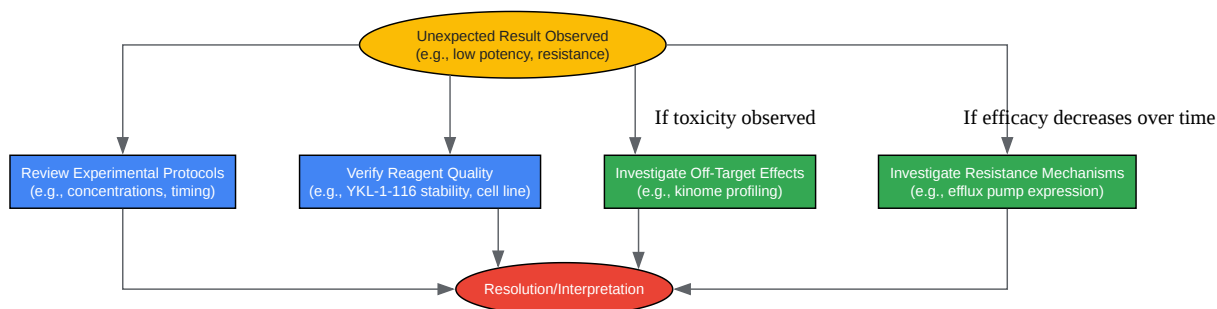 Unexpected Result Observed
(e.g., low potency, resistance)
If toxicity observed
If efficacy decreases over time
Review Experimental Protocols
(e.g., concentrations, timing)
Verify Reagent Quality
(e.g., YKL-1-116 stability, cell line)
Investigate Off-Target Effects
(e.g., kinome profiling)
Investigate Resistance Mechanisms
(e.g., efflux pump expression)
Resolution/Interpretation